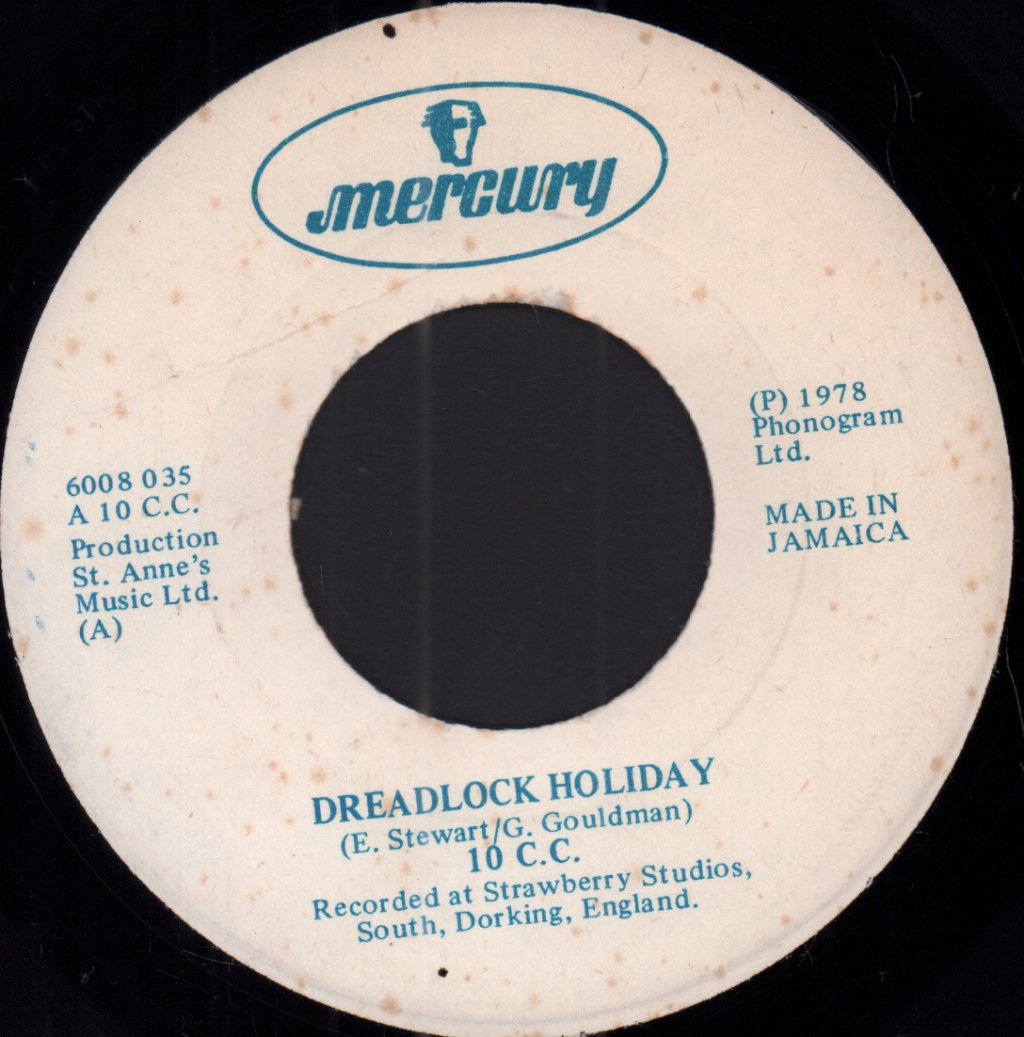 mercury
(P) 1978
Phonogram
Ltd.
MADE IN
JAMAICA
6008 035
A 10 C.C.
Production
St. Anne's
Music Ltd.
(A)
DREADLOCK HOLIDAY
(E. Stewart/G. Gouldman)
10 C.C.
Recorded at Strawberry Studios,
South, Dorking, England.